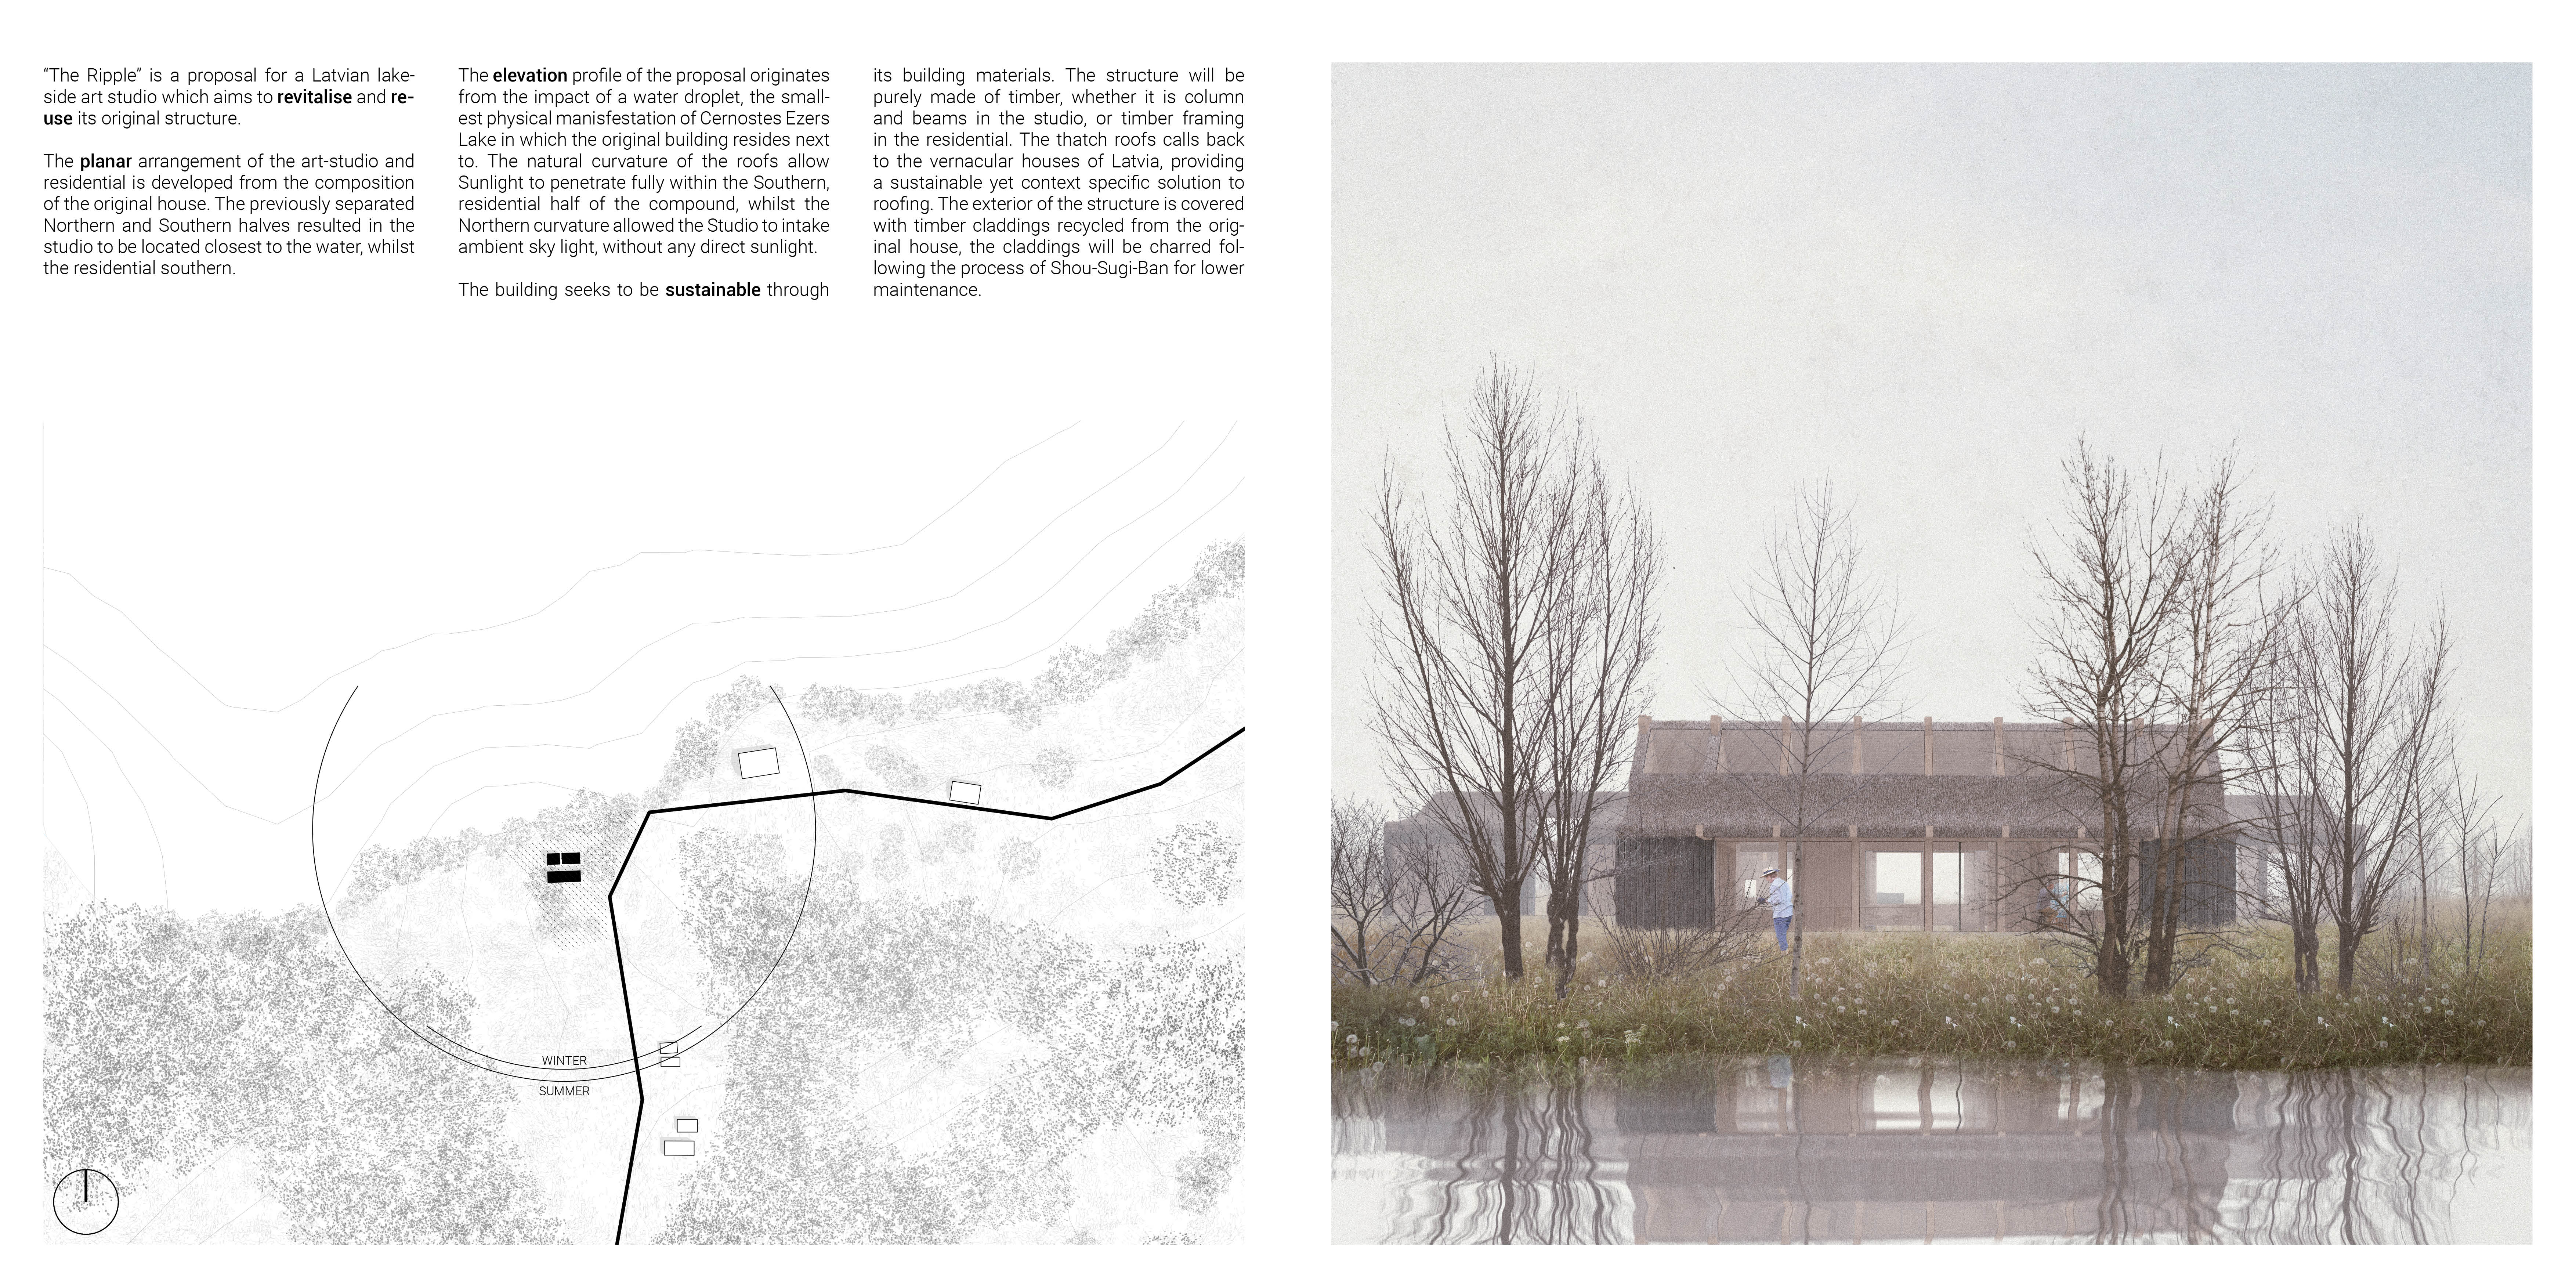 “The Ripple” is a proposal for a Latvian lake-
side art studio which aims to revitalise and re-
use its original structure.
The planar arrangement of the art-studio and
residential is developed from the composition
of the original house. The previously separated
Northern and Southern halves resulted in the
studio to be located closest to the water, whilst
the residential southern.
The elevation profile of the proposal originates
from the impact of a water droplet, the small-
est physical manisfestation of Cernostes Ezers
Lake in which the original building resides next
to. The natural curvature of the roofs allow
Sunlight to penetrate fully within the Southern,
residential half of the compound, whilst the
Northern curvature allowed the Studio to intake
ambient sky light, without any direct sunlight.
The building seeks to be sustainable through
its building materials. The structure will be
purely made of timber, whether it is column
and beams in the studio, or timber framing
in the residential. The thatch roofs calls back
to the vernacular houses of Latvia, providing
a sustainable yet context specific solution to
roofing. The exterior of the structure is covered
with timber claddings recycled from the orig-
inal house, the claddings will be charred fol-
lowing the process of Shou-Sugi-Ban for lower
maintenance.
WINTER
SUMMER